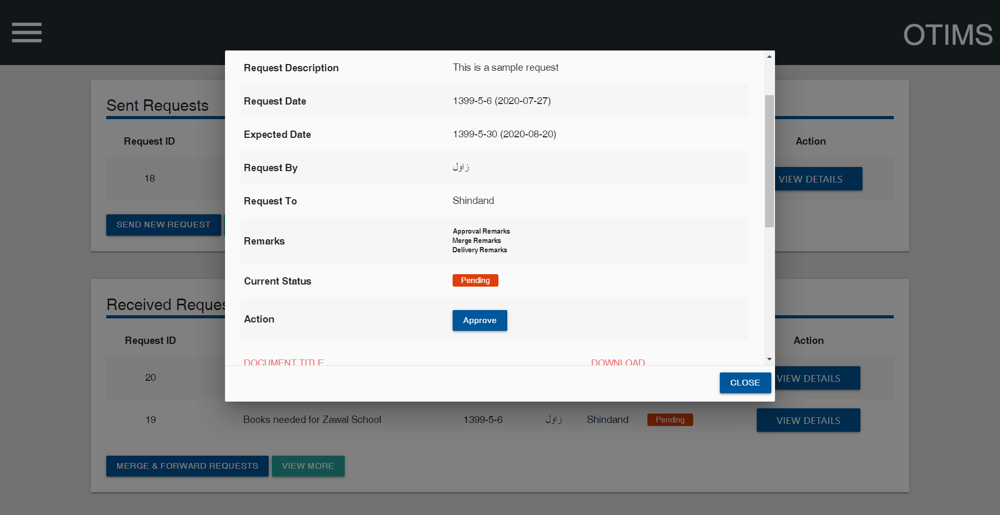 OTIMS
Request Description This is a sample request
Request Date 1399-5-6 (2020-07-27)
Expected Date 1399-5-30 (2020-08-20)
Request By زاول
Request To Shindand
Remarks
Approval Remarks
Merge Remarks
Delivery Remarks
Current Status Pending
Action Approve
DOCUMENT TITLE DOWNLOAD
CLOSE
Sent Requests
Request ID Action
18 VIEW DETAILS
SEND NEW REQUEST
Received Reques
Request ID Action
20 VIEW DETAILS
19 Books needed for Zawal School 1399-5-6 زاول Shindand Pending VIEW DETAILS
MERGE & FORWARD REQUESTS VIEW MORE